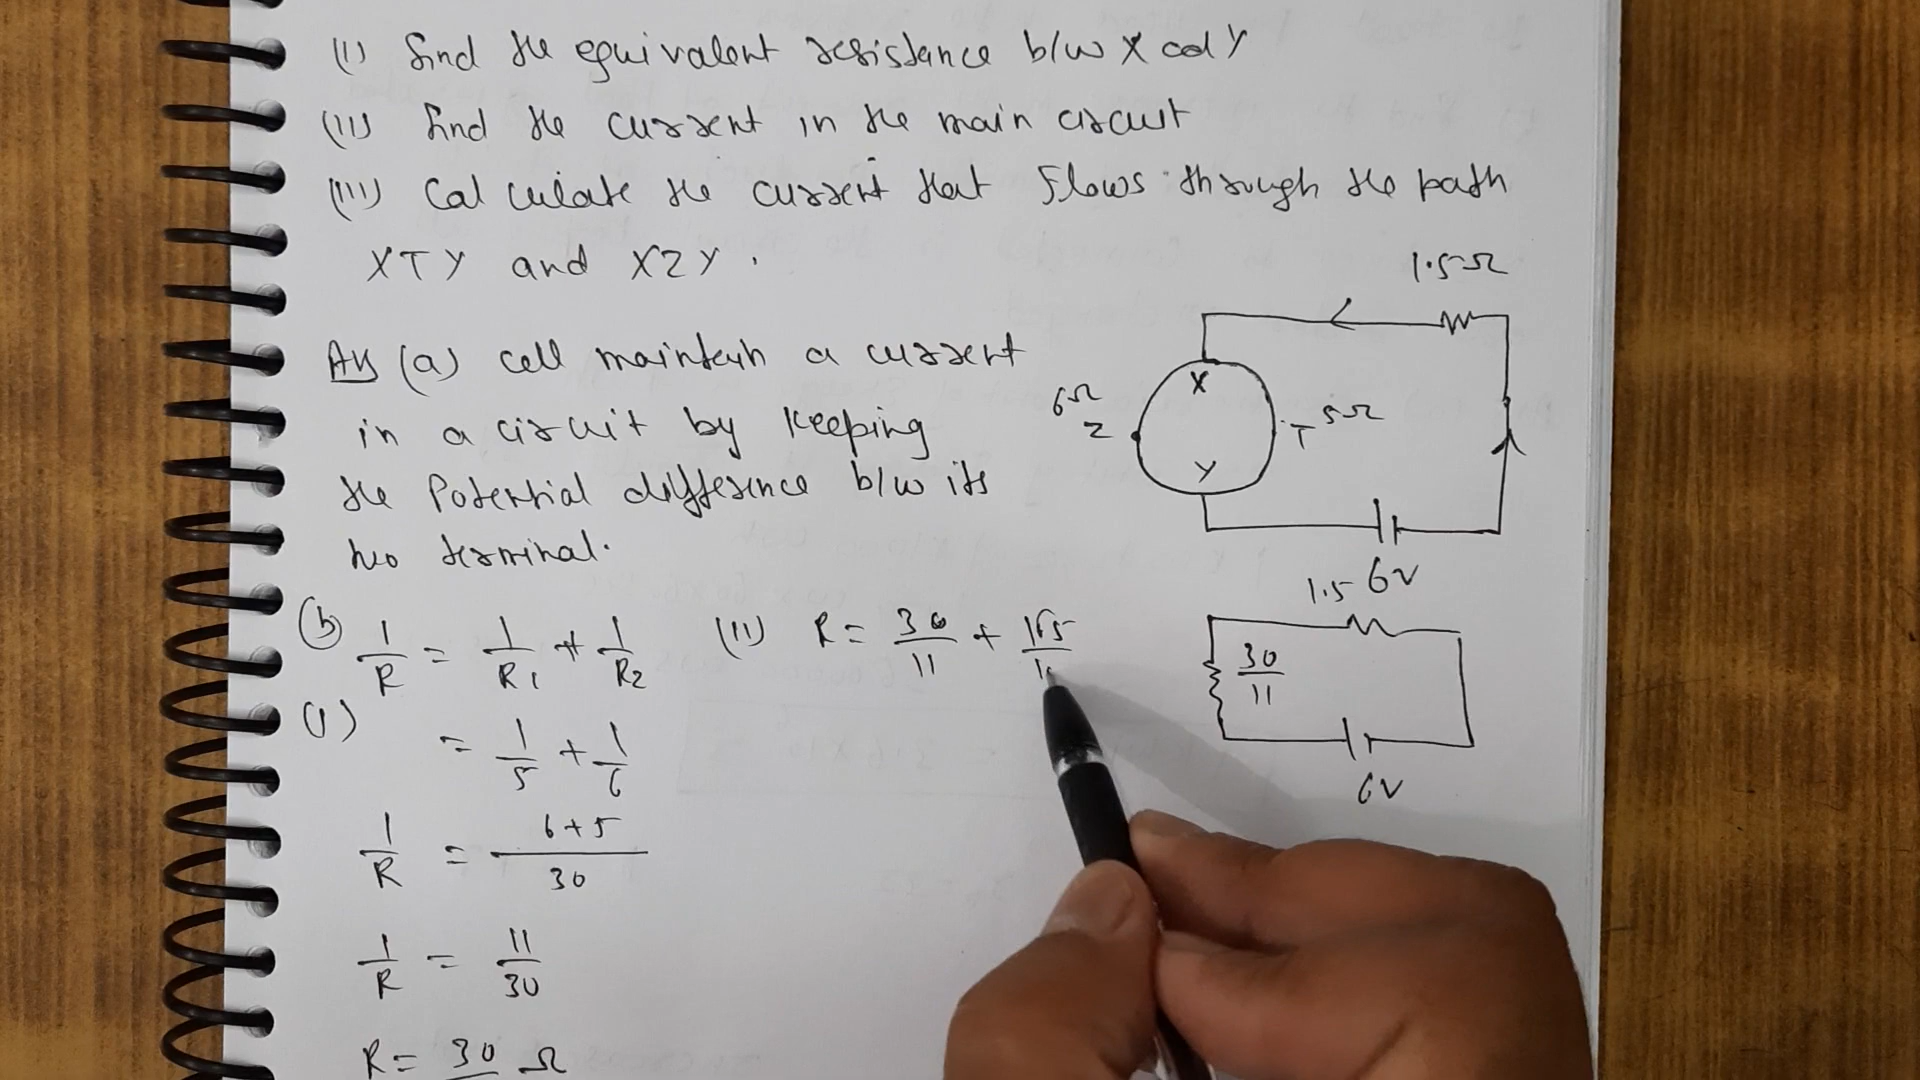 (I) find the equivalent resistance b/w X and Y
(II) find the current in the main circuit
(III) Calculate the current that flows through the path
XTY and XZY.
1.5Ω
Ans (a) cell maintain a current
in a circuit by keeping
the Potential difference b/w its
two terminal.
X
6Ω
Z
T 5Ω
Y
6V
(b) 1/R = 1/R1 + 1/R2
(I)
= 1/5 + 1/6
1/R = 6+5/30
1/R = 11/30
R = 30 Ω
(II) R = 30/11 +
1.5
30/11
6V